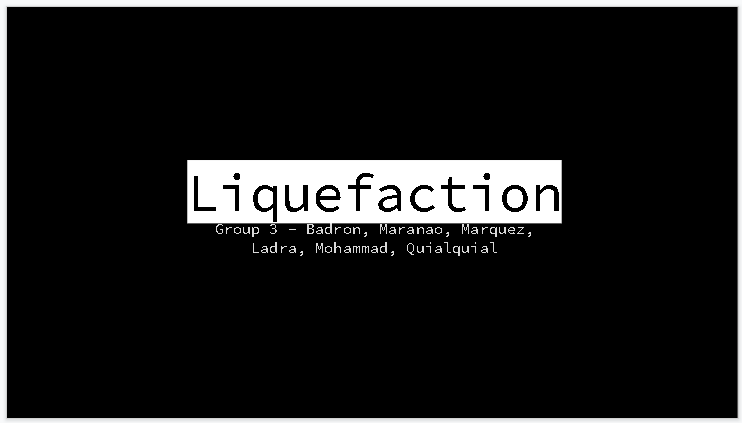 Liquefaction
Group 3 – Badron, Maranao, Marquez,
Ladra, Mohammad, Quialquial